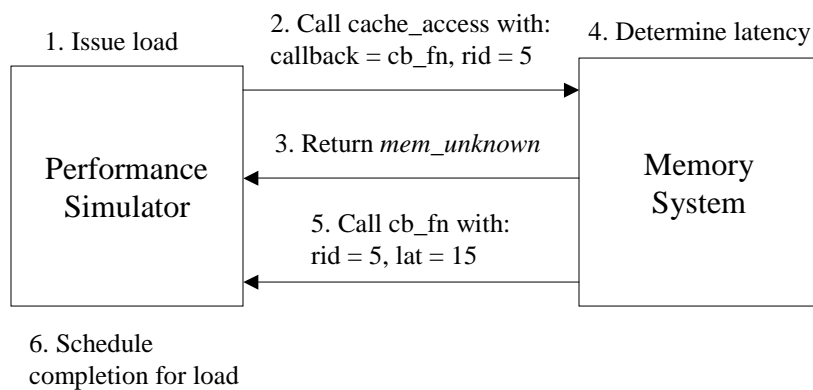 1. Issue load
2. Call cache_access with:
callback = cb_fn, rid = 5
4. Determine latency
Performance
Simulator
3. Return mem_unknown
Memory
System
5. Call cb_fn with:
rid = 5, lat = 15
6. Schedule
completion for load